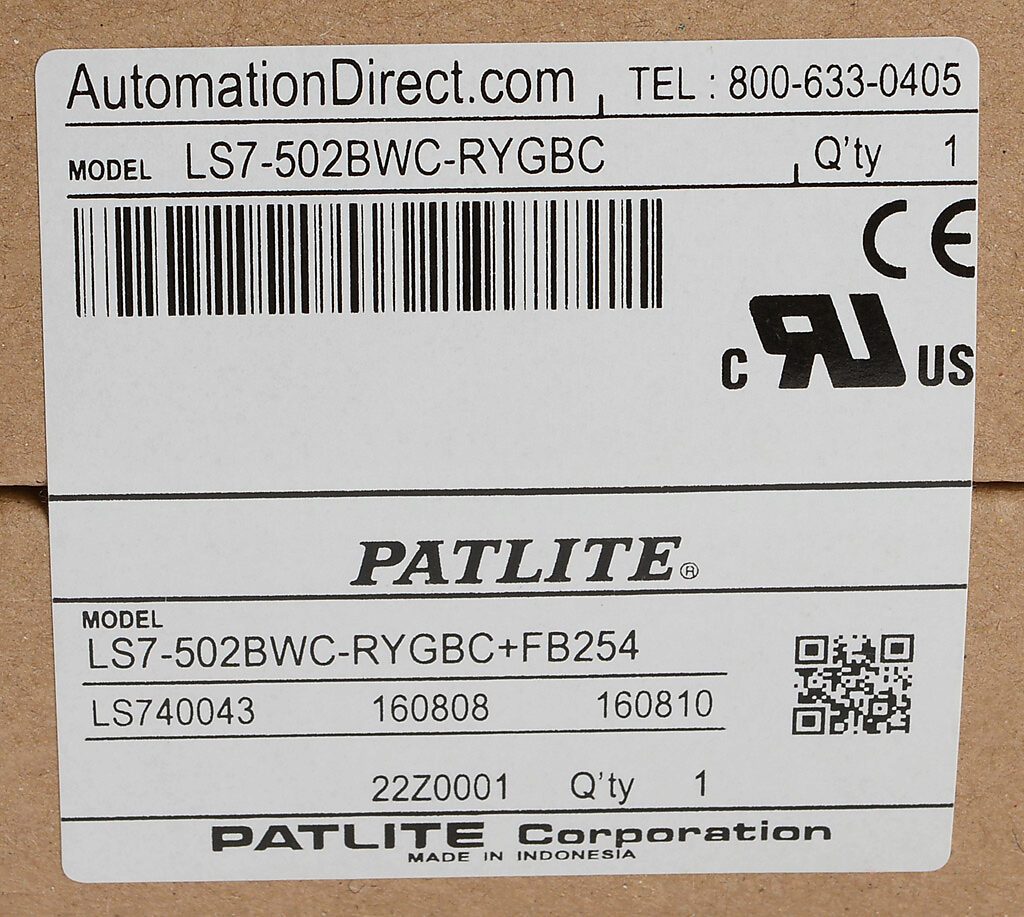 AutomationDirect.com TEL : 800-633-0405
MODEL LS7-502BWC-RYGBC Q'ty 1
CE
C RU US
PATLITE®
MODEL
LS7-502BWC-RYGBC+FB254
LS740043 160808 160810
22Z0001 Q'ty 1
PATLITE Corporation
MADE IN INDONESIA